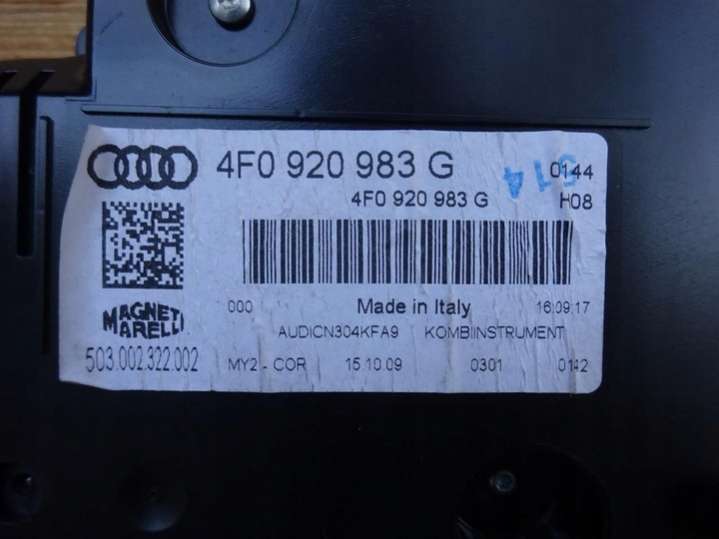 4F0 920 983 G 514 0144
4F0 920 983 G H08
000 Made in Italy 16.09.17
MAGNETI
MARELLI
AUDICN304KFA9 KOMBIINSTRUMENT
503.002.322.002 MY2-COR 15.10.09 0301 0142